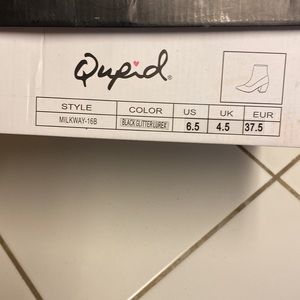 Qupid®
STYLE COLOR US UK EUR
MILKWAY-16B BLACK GLITTER LUREX 6.5 4.5 37.5